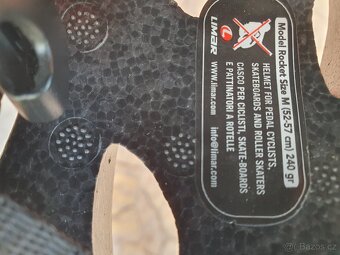 Model Rocket Size M (52-57 cm) 240 gr
LIMAR
HELMET FOR PEDAL CYCLISTS,
SKATEBOARDS AND ROLLER SKATERS
CASCO PER CICLISTI, SKATE-BOARDS
E PATTINATORI A ROTELLE
www.limar.com info@limar.com
Bazoš.cz